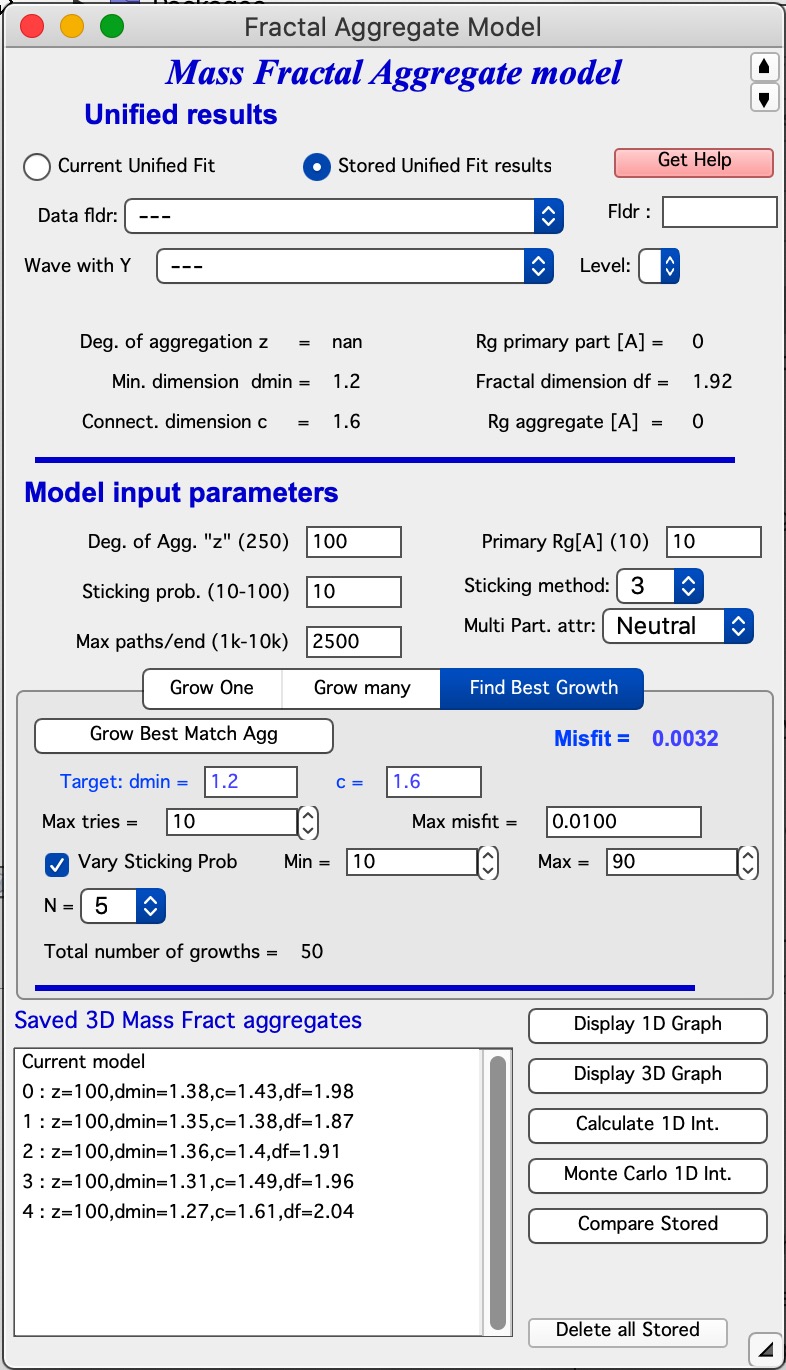 Fractal Aggregate Model
Mass Fractal Aggregate model
Unified results
Current Unified Fit Stored Unified Fit results Get Help
Data fldr: --- Fldr :
Wave with Y --- Level:
Deg. of aggregation z = nan Rg primary part [A] = 0
Min. dimension dmin = 1.2 Fractal dimension df = 1.92
Connect. dimension c = 1.6 Rg aggregate [A] = 0
Model input parameters
Deg. of Agg. "z" (250) 100 Primary Rg[A] (10) 10
Sticking prob. (10-100) 10 Sticking method: 3
Max paths/end (1k-10k) 2500 Multi Part. attr: Neutral
Grow One Grow many Find Best Growth
Grow Best Match Agg Misfit = 0.0032
Target: dmin = 1.2 c = 1.6
Max tries = 10 Max misfit = 0.0100
Vary Sticking Prob Min = 10 Max = 90
N = 5
Total number of growths = 50
Saved 3D Mass Fract aggregates
Current model
0 : z=100,dmin=1.38,c=1.43,df=1.98
1 : z=100,dmin=1.35,c=1.38,df=1.87
2 : z=100,dmin=1.36,c=1.4,df=1.91
3 : z=100,dmin=1.31,c=1.49,df=1.96
4 : z=100,dmin=1.27,c=1.61,df=2.04
Display 1D Graph
Display 3D Graph
Calculate 1D Int.
Monte Carlo 1D Int.
Compare Stored
Delete all Stored